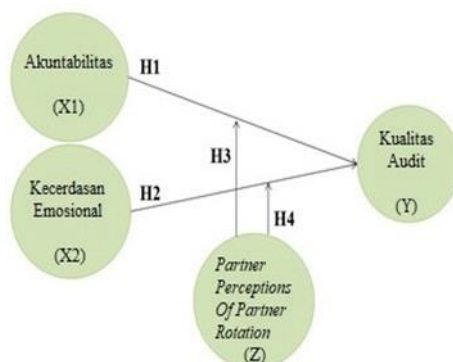 Akuntabilitas
(X1)
H1
Kualitas
Audit
(Y)
H3
Kecerdasan
Emosional
(X2)
H2
H4
Partner
Perceptions
Of Partner
Rotation
(Z)